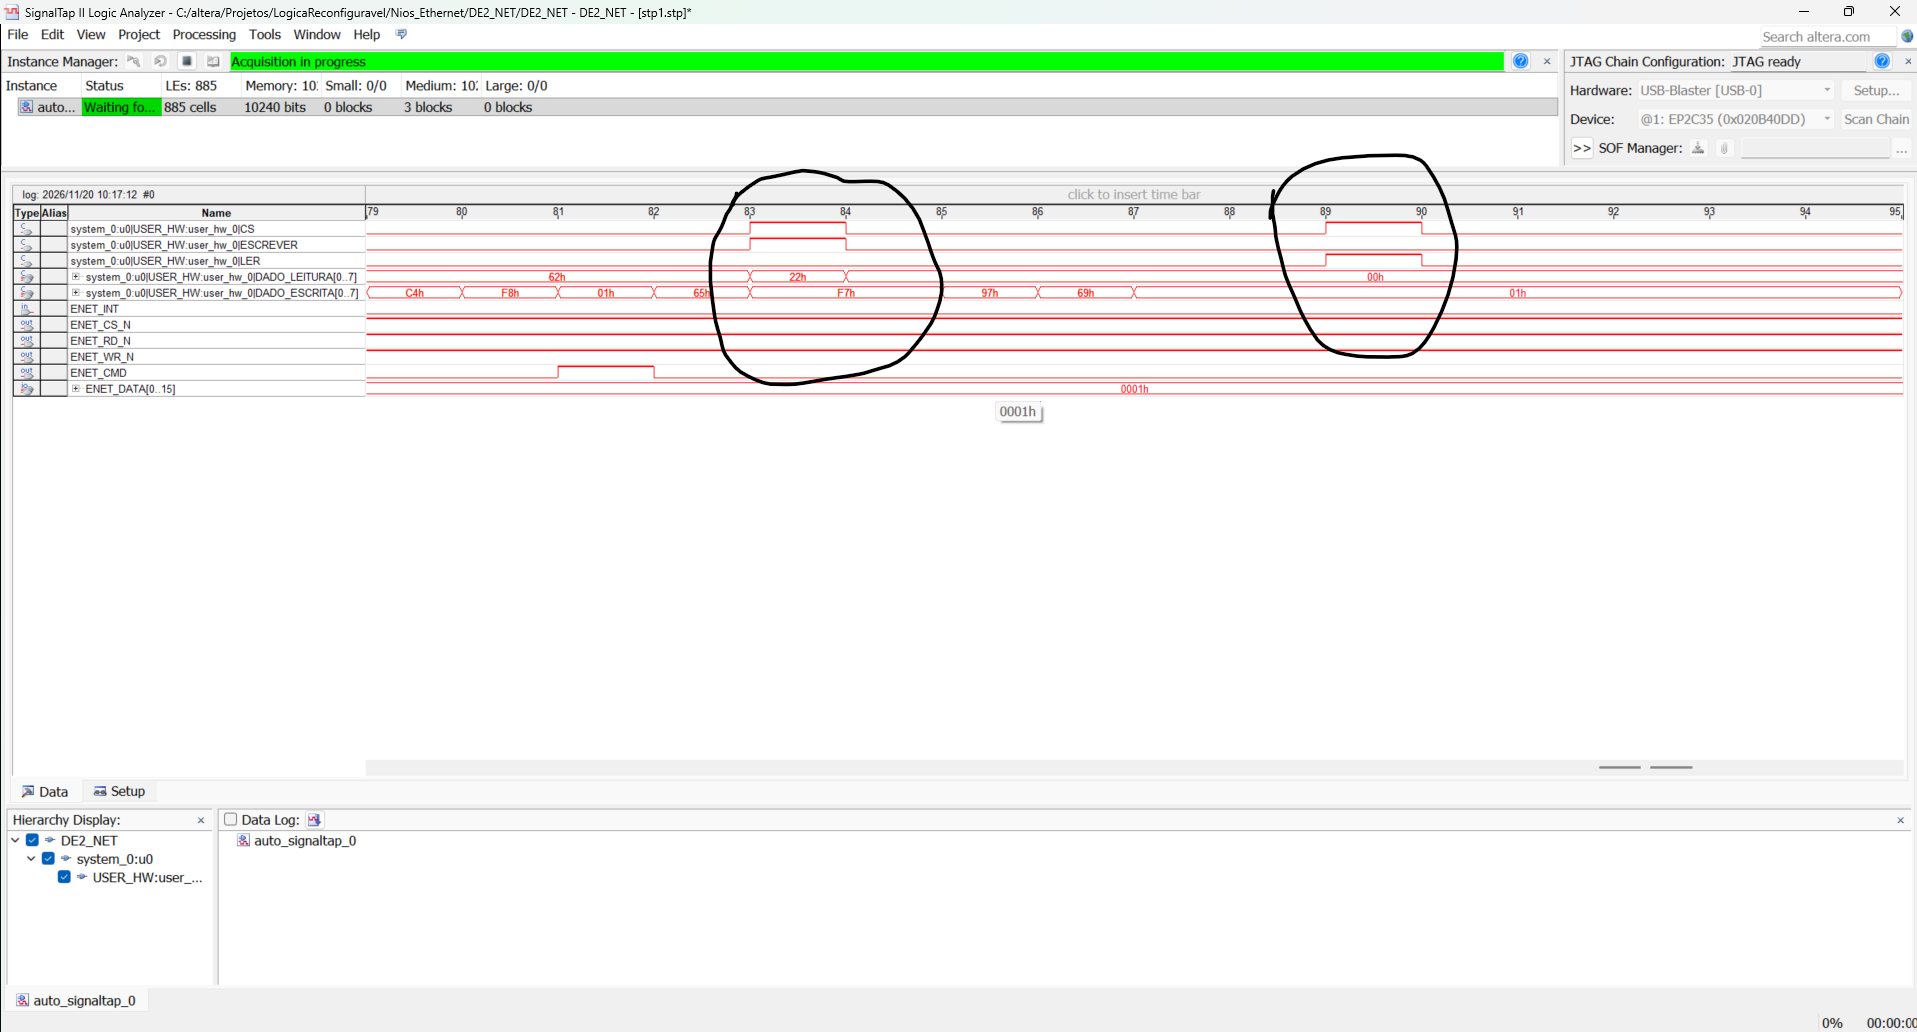 SignalTap II Logic Analyzer - C:/altera/Projetos/LogicaReconfiguravel/Nios_Ethernet/DE2_NET/DE2_NET - DE2_NET - [stp1.stp]*
File Edit View Project Processing Tools Window Help
Search altera.com
Instance Manager: Acquisition in progress
JTAG Chain Configuration: JTAG ready
Instance Status LEs: 885 Memory: 10: Small: 0/0 Medium: 10: Large: 0/0
auto... Waiting fo... 885 cells 10240 bits 0 blocks 3 blocks 0 blocks
Hardware: USB-Blaster [USB-0] Setup...
Device: @1: EP2C35 (0x020B40DD) Scan Chain
>> SOF Manager: ...
log: 2026/11/20 10:17:12 #0 click to insert time bar
Type Alias Name 79 80 81 82 83 84 85 86 87 88 89 90 91 92 93 94 95
system_0:u0|USER_HW:user_hw_0|CS
system_0:u0|USER_HW:user_hw_0|ESCREVER
system_0:u0|USER_HW:user_hw_0|LER
system_0:u0|USER_HW:user_hw_0|DADO_LEITURA[0..7] 62h 22h 00h
system_0:u0|USER_HW:user_hw_0|DADO_ESCRITA[0..7] C4h F8h 01h 65h F7h 97h 69h 01h
in ENET_INT
out ENET_CS_N
out ENET_RD_N
out ENET_WR_N
out ENET_CMD
io ENET_DATA[0..15] 0001h
0001h
Data Setup
Hierarchy Display: Data Log:
DE2_NET auto_signaltap_0
system_0:u0
USER_HW:user_...
auto_signaltap_0
0% 00:00:00